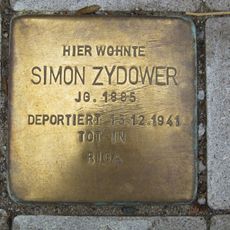 HIER WOHNTE
SIMON ZYDOWER
JG. 1885
DEPORTIERT 13.12.1941
TOT IN
RIGA